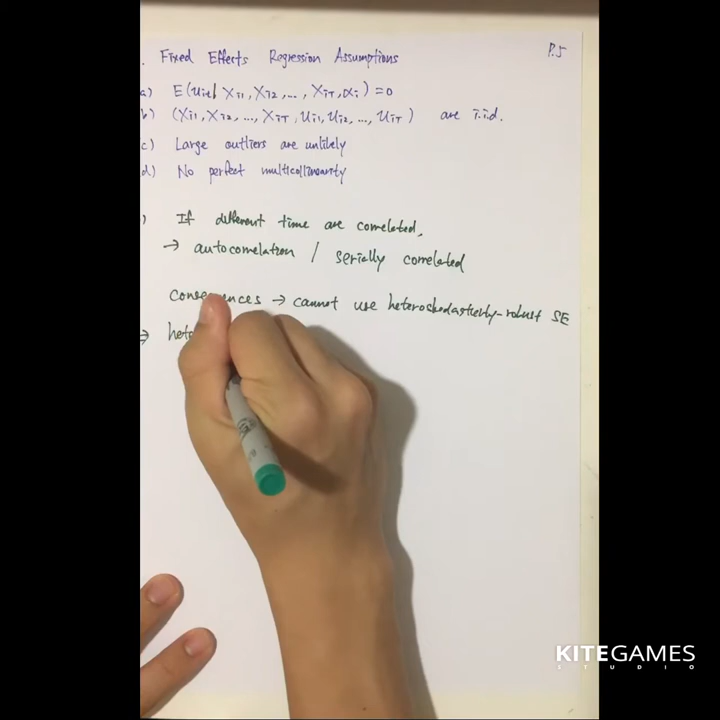 . Fixed Effects Regression Assumptions
P.5
a) E(uit| Xi1, Xi2, ..., XiT, αi) = 0
b) (Xi1, Xi2, ..., XiT, ui1, ui2, ..., uiT) are i.i.d.
c) Large outliers are unlikely
d) No perfect multicollinearity
) If different time are correlated,
→ autocorrelation / serially correlated
→ cannot use heteroskedasticity-robust SE
⇒
KITEGAMES
STUDIO